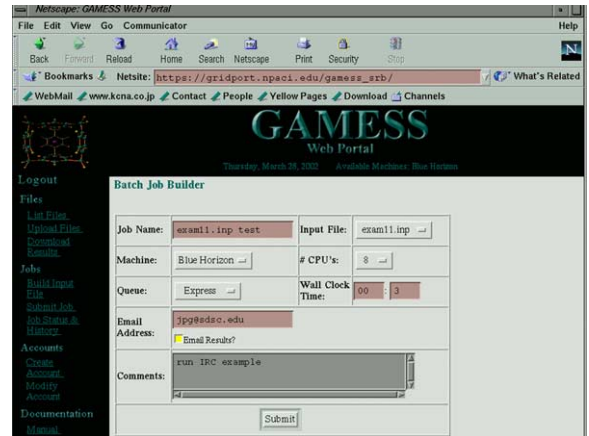 Netscape: GAMESS Web Portal
File Edit View Go Communicator Help
Back Forward Reload Home Search Netscape Print Security Stop
N
Bookmarks Netsite: https://gridport.npaci.edu/gamess_srb/ What's Related
WebMail www.kcna.co.jp Contact People Yellow Pages Download Channels
GAMESS
Web Portal
Thursday, March 28, 2002 Available Machines: Blue Horizon
Logout
Batch Job Builder
Files
List Files
Upload Files
Download
Results
Job Name: exam11.inp test Input File: exam11.inp
Machine: Blue Horizon # CPU's: 8
Jobs
Build Input
File
Submit Job
Job Status &
History
Queue: Express Wall Clock
Time: 00 : 3
Email
Address: jpg@sdsc.edu
Email Results?
Accounts
Create
Account
Modify
Account
Comments: run IRC example
Documentation
Manual
Submit